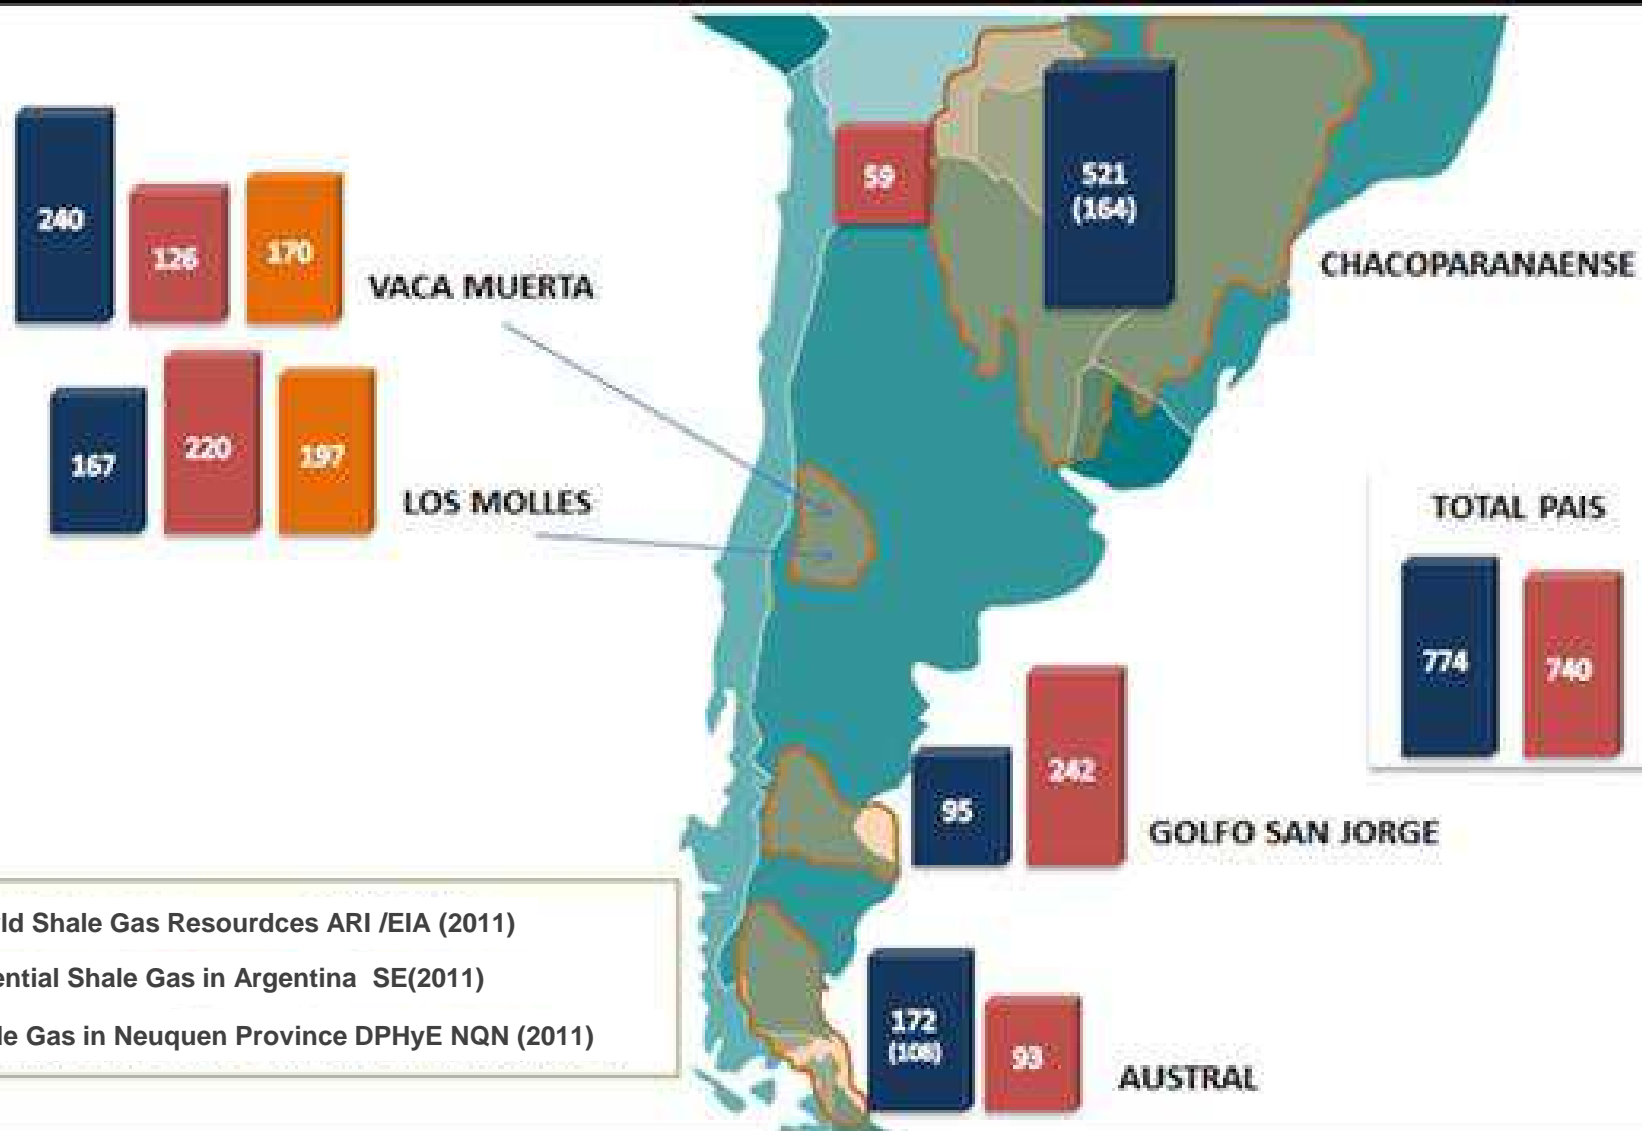 240
126
170
VACA MUERTA
167
220
197
LOS MOLLES
59
521
(164)
CHACOPARANAENSE
TOTAL PAIS
774
740
95
242
GOLFO SAN JORGE
172
(108)
93
AUSTRAL
ld Shale Gas Resourdces ARI /EIA (2011)
ential Shale Gas in Argentina SE(2011)
le Gas in Neuquen Province DPHyE NQN (2011)